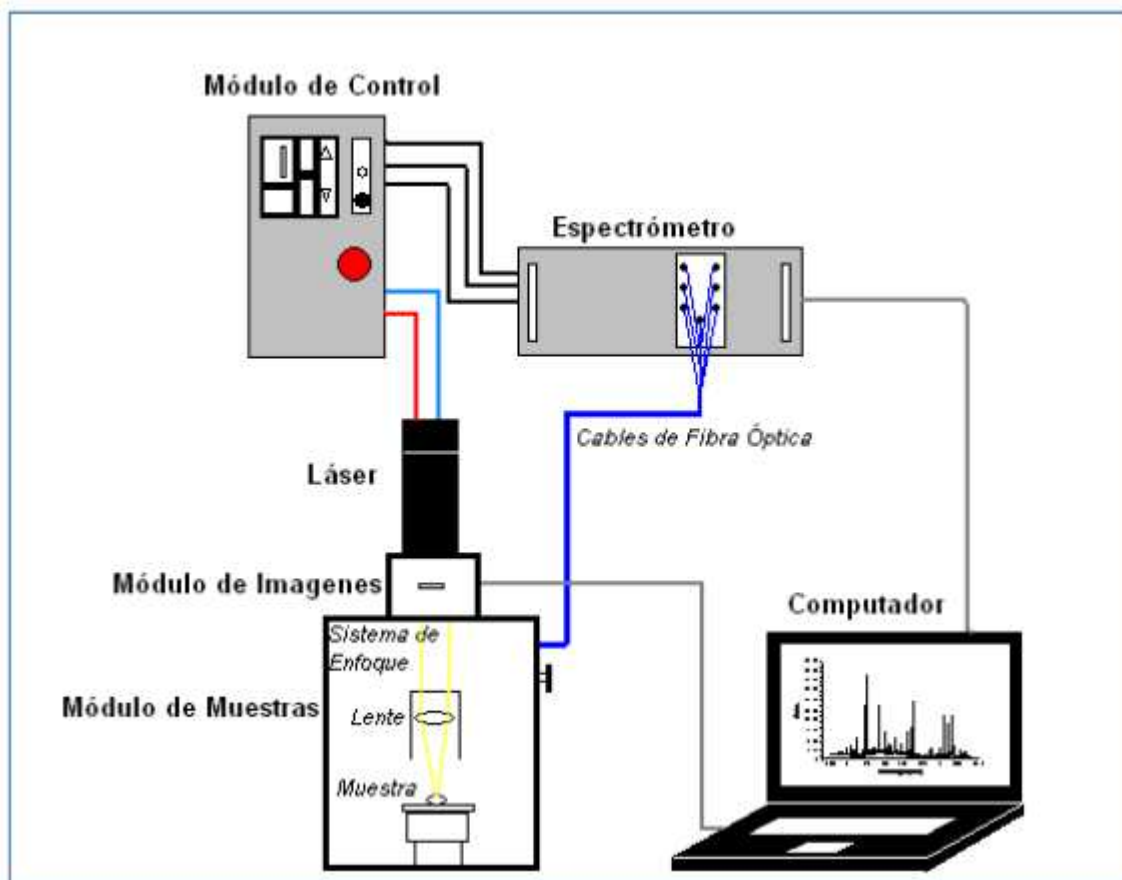 Módulo de Control
Espectrómetro
Cables de Fibra Óptica
Láser
Módulo de Imagenes
Computador
Sistema de
Enfoque
Módulo de Muestras
Lente
Muestra